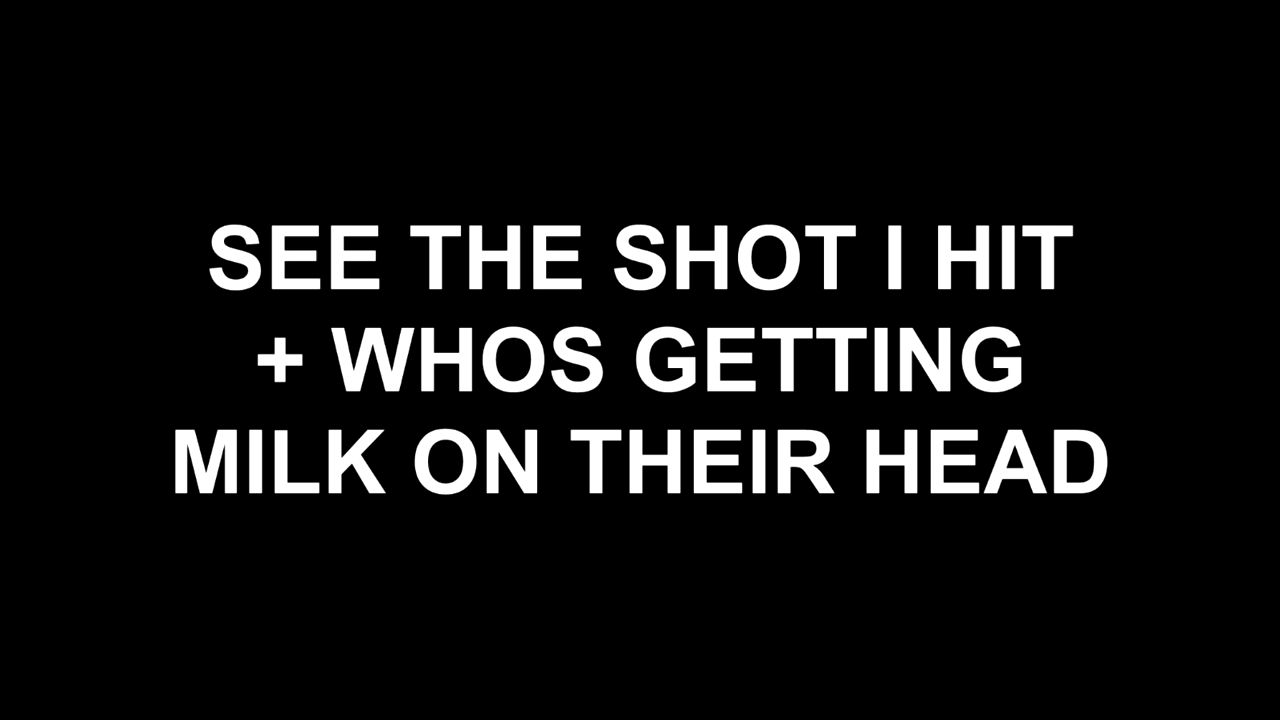 SEE THE SHOT I HIT
+ WHOS GETTING
MILK ON THEIR HEAD